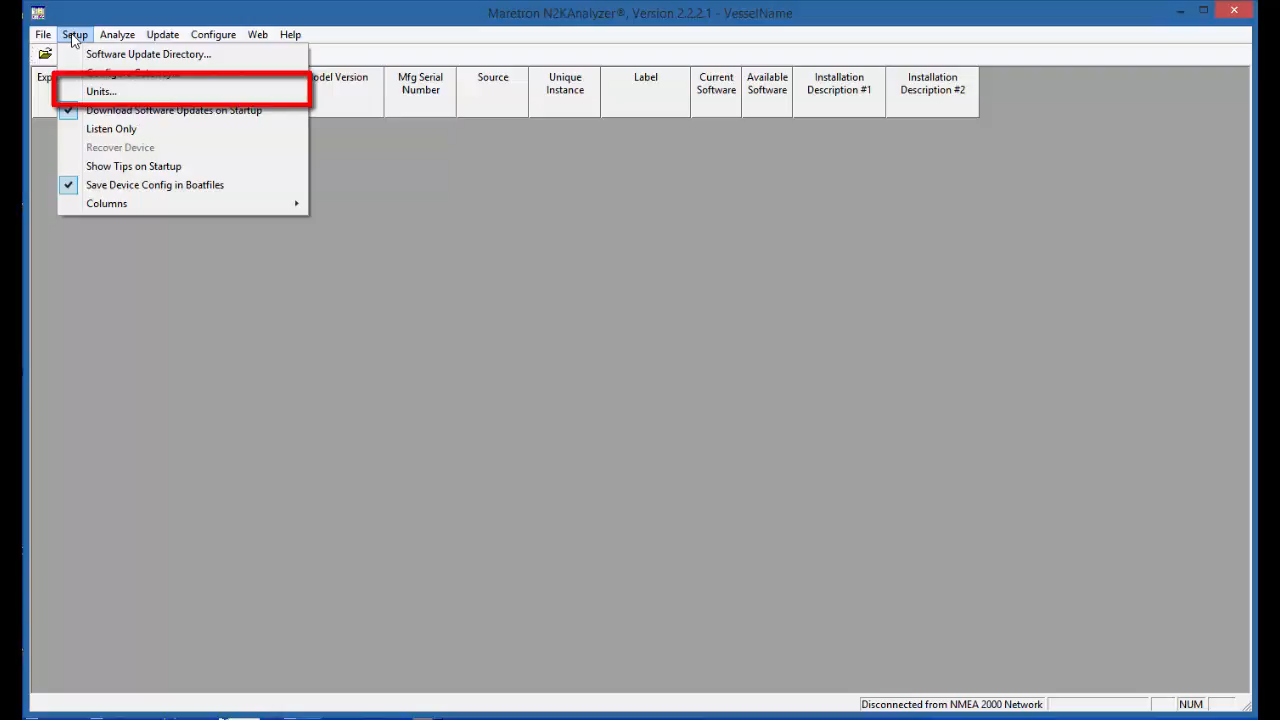 Maretron N2KAnalyzer®, Version 2.2.2.1 - VesselName
File Setup Analyze Update Configure Web Help
Software Update Directory...
Units...
Download Software Updates on Startup
Listen Only
Recover Device
Show Tips on Startup
Save Device Config in Boatfiles
Columns
Version
Mfg Serial
Number
Source
Unique
Instance
Label
Current
Software
Available
Software
Installation
Description #1
Installation
Description #2
Disconnected from NMEA 2000 Network
NUM